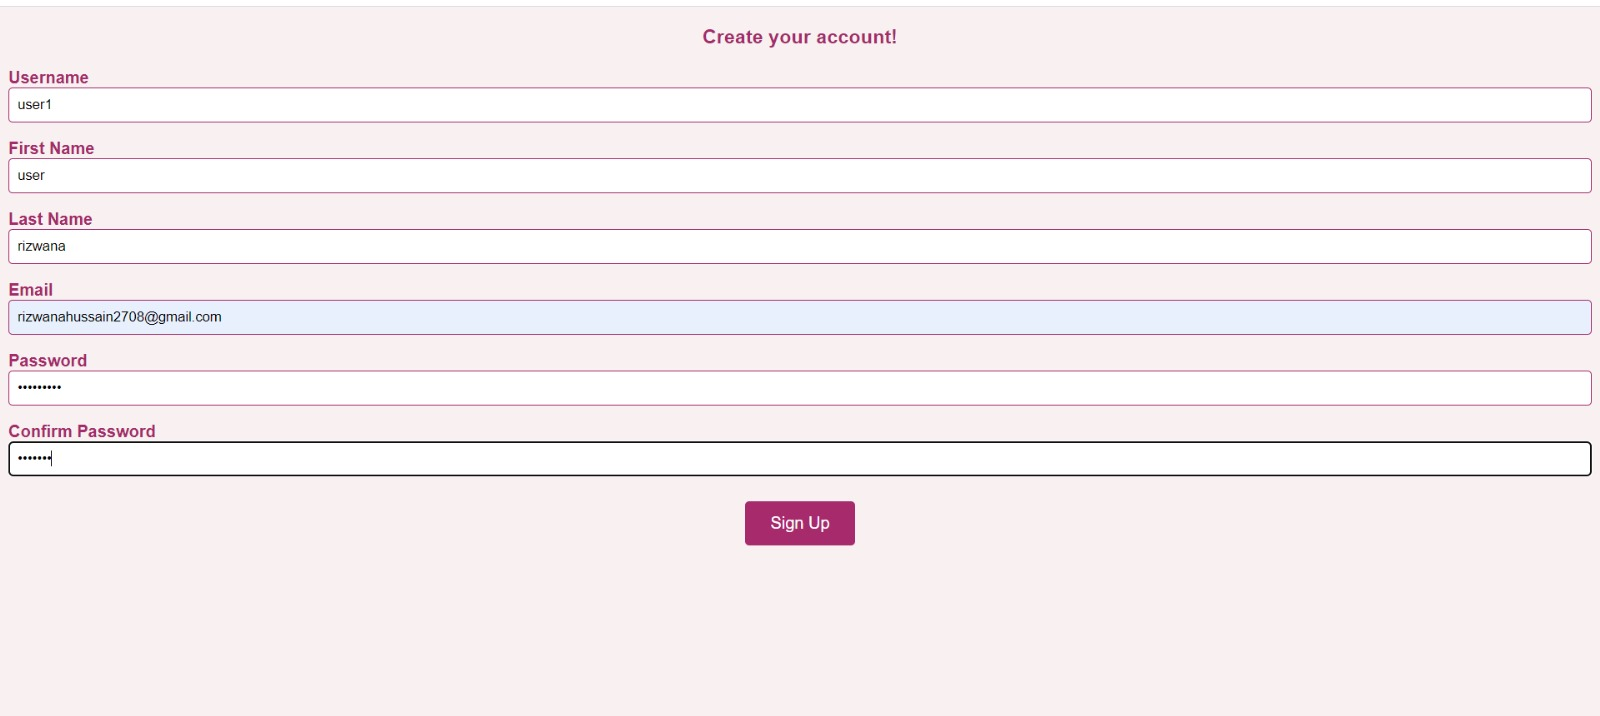 Create your account!
Username
user1
First Name
user
Last Name
rizwana
Email
rizwanahussain2708@gmail.com
Password
•••••••••
Confirm Password
•••••••
Sign Up